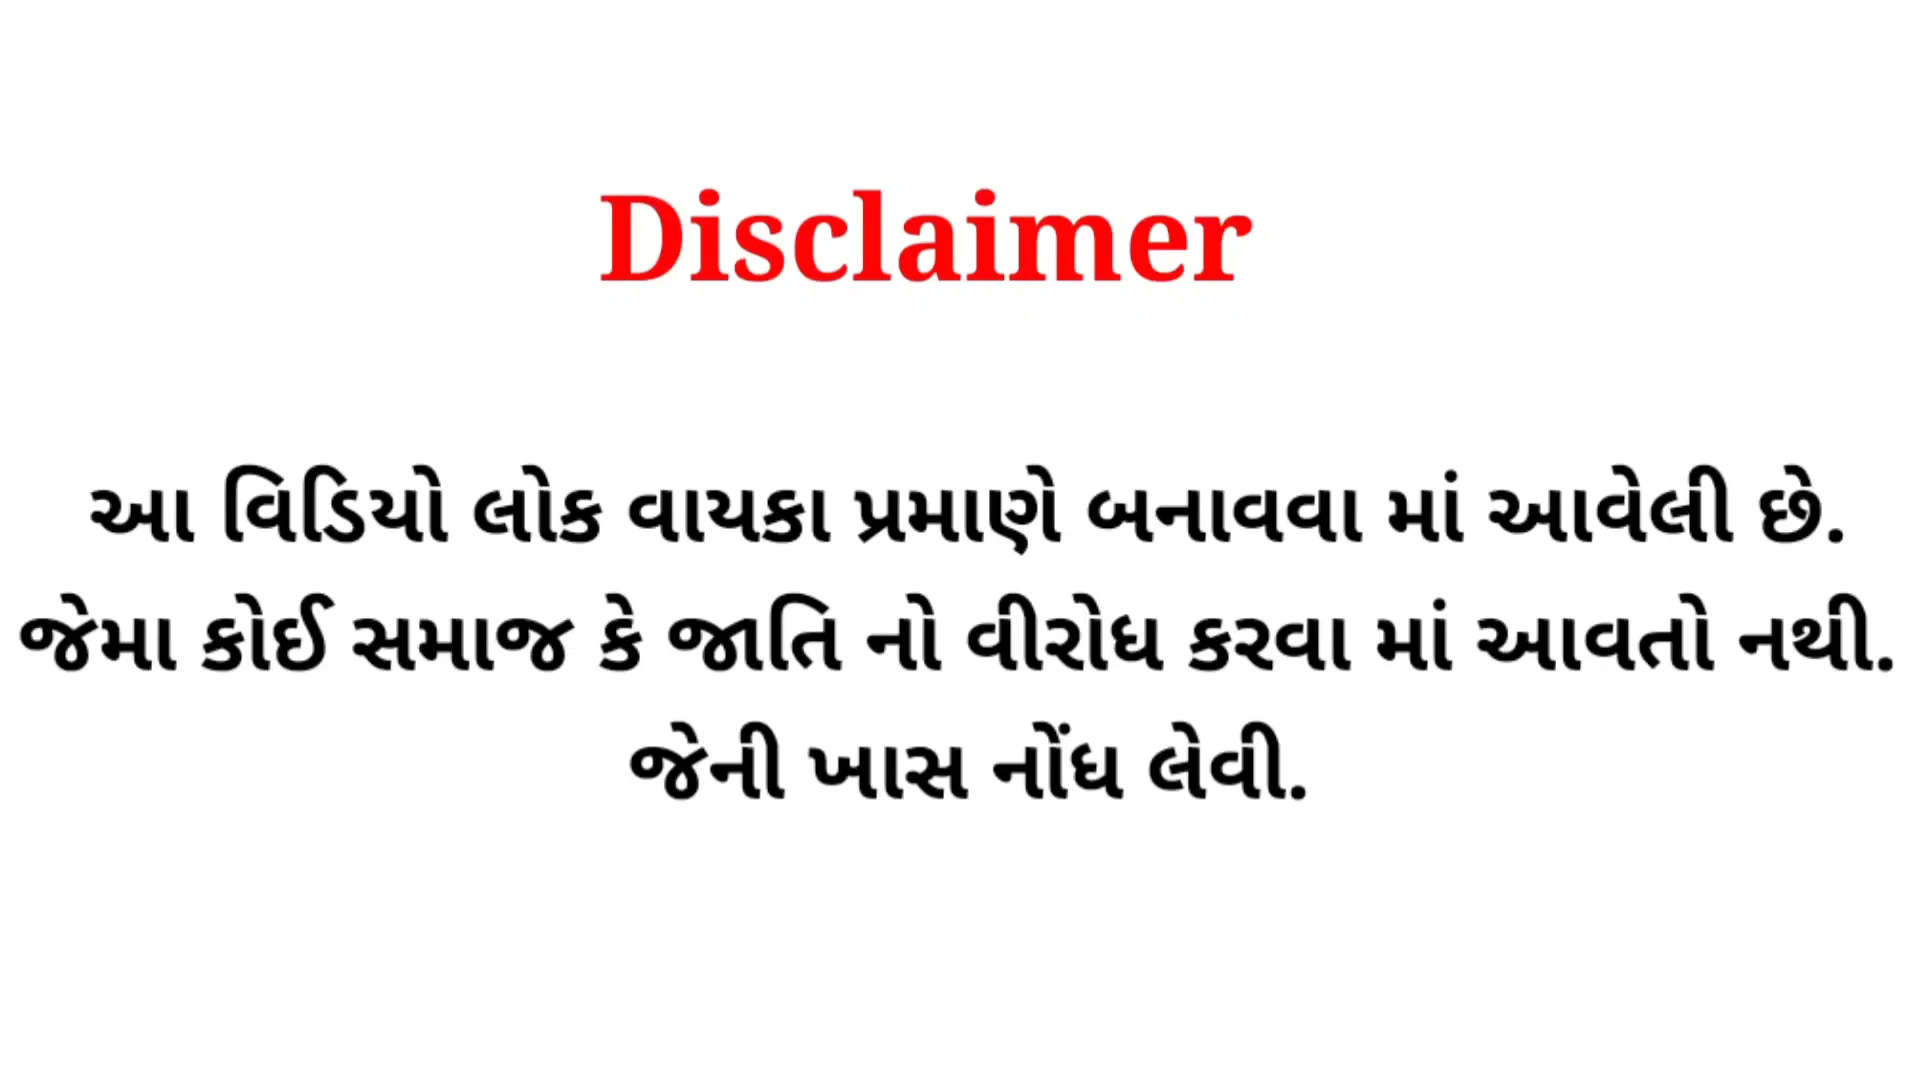 Disclaimer
આ વિડિયો લોક વાયકા પ્રમાણે બનાવવા માં આવેલી છે.
જેમા કોઈ સમાજ કે જાતિ નો વીરોધ કરવા માં આવતો નથી.
જેની ખાસ નોંધ લેવી.